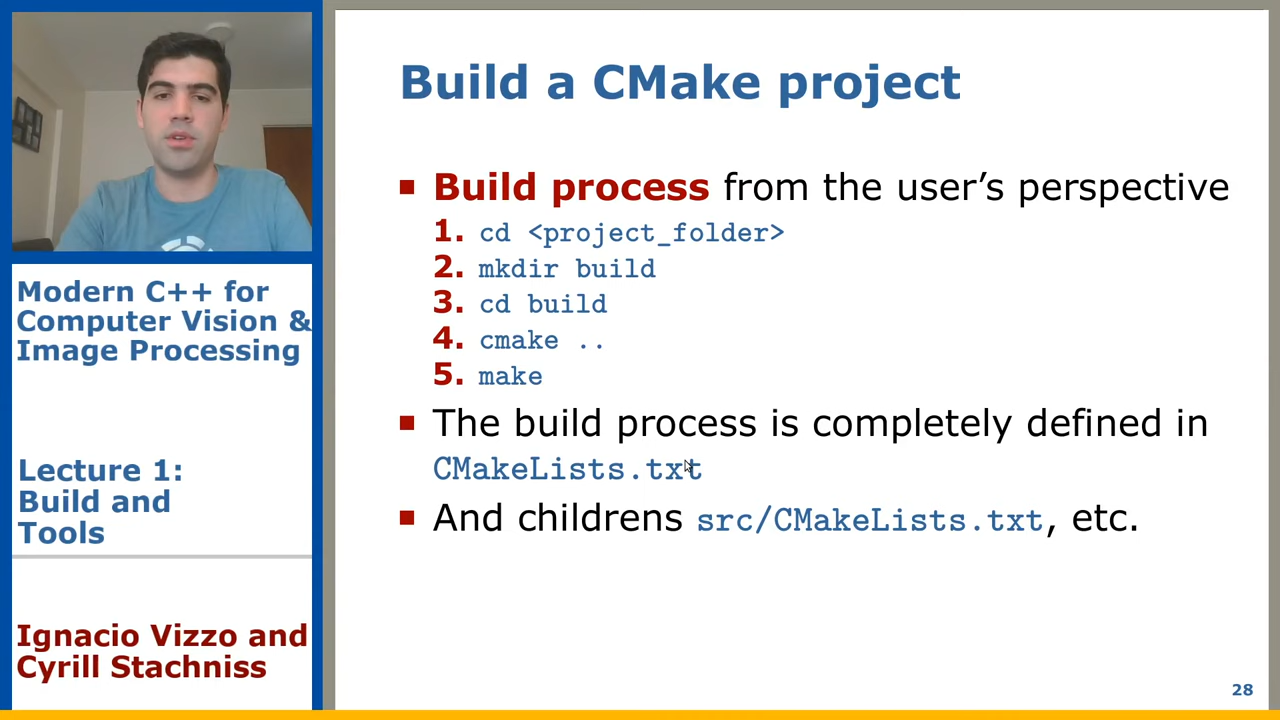 Build a CMake project
Build process from the user’s perspective
1. cd <project_folder>
2. mkdir build
3. cd build
4. cmake ..
5. make
The build process is completely defined in
CMakeLists.txt
And childrens src/CMakeLists.txt, etc.
Modern C++ for
Computer Vision &
Image Processing
Lecture 1:
Build and
Tools
Ignacio Vizzo and
Cyrill Stachniss
28